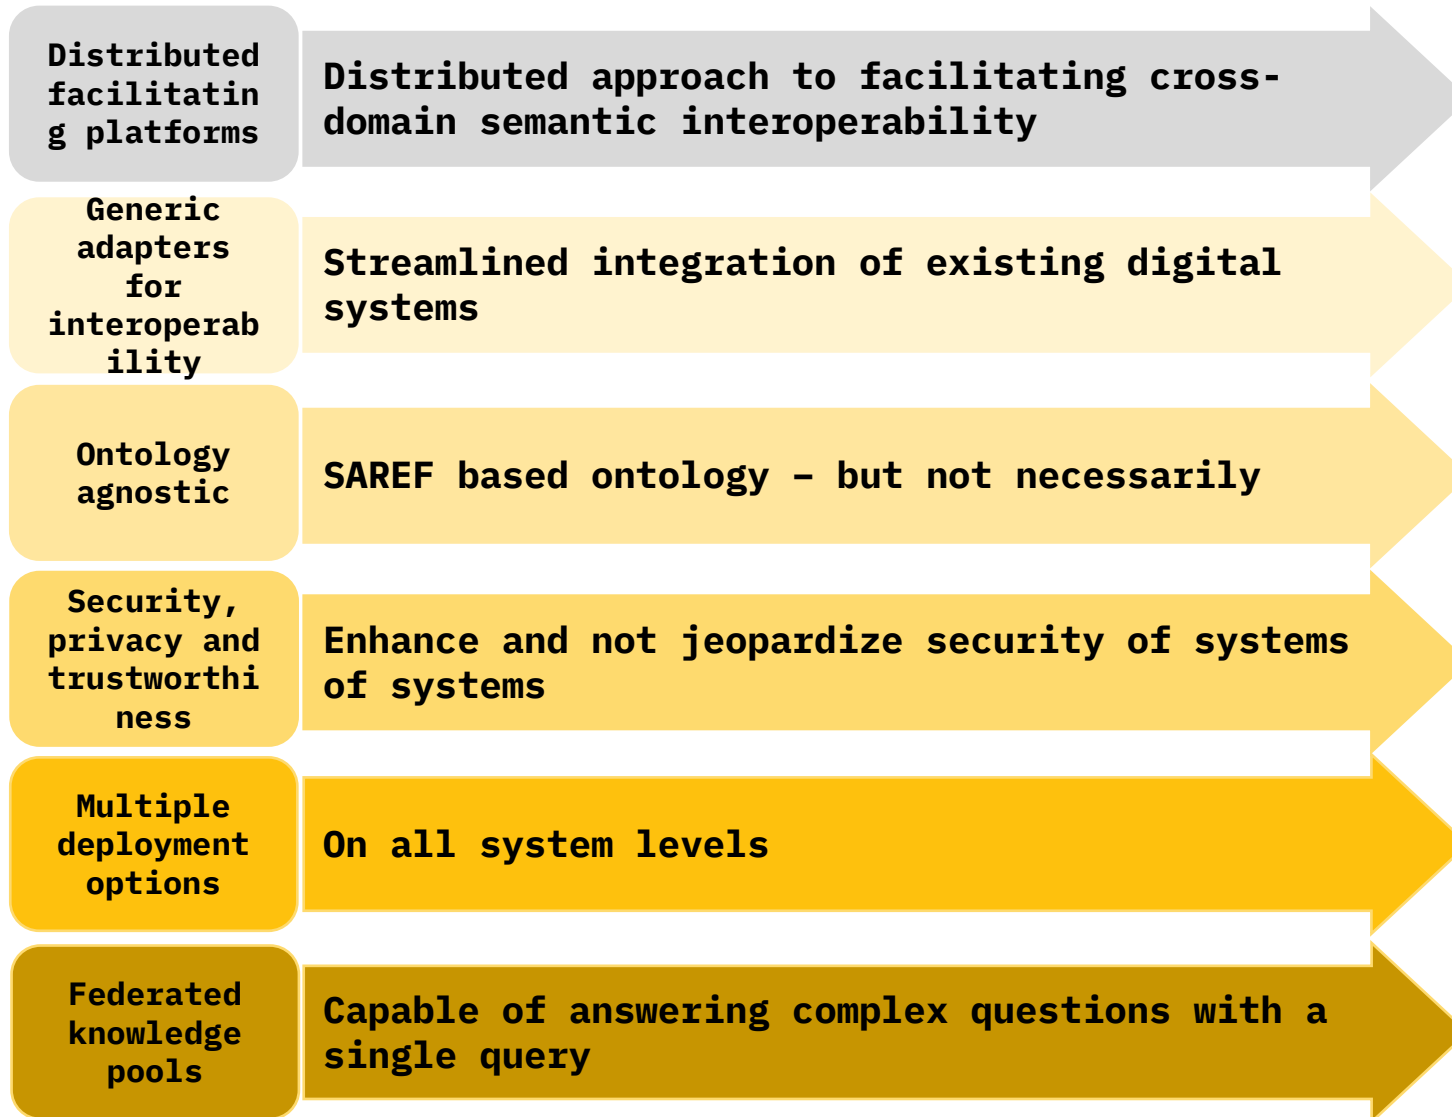 Distributed
facilitatin
g platforms
Distributed approach to facilitating cross-
domain semantic interoperability
Generic
adapters
for
interoperab
ility
Streamlined integration of existing digital
systems
Ontology
agnostic
SAREF based ontology – but not necessarily
Security,
privacy and
trustworthi
ness
Enhance and not jeopardize security of systems
of systems
Multiple
deployment
options
On all system levels
Federated
knowledge
pools
Capable of answering complex questions with a
single query